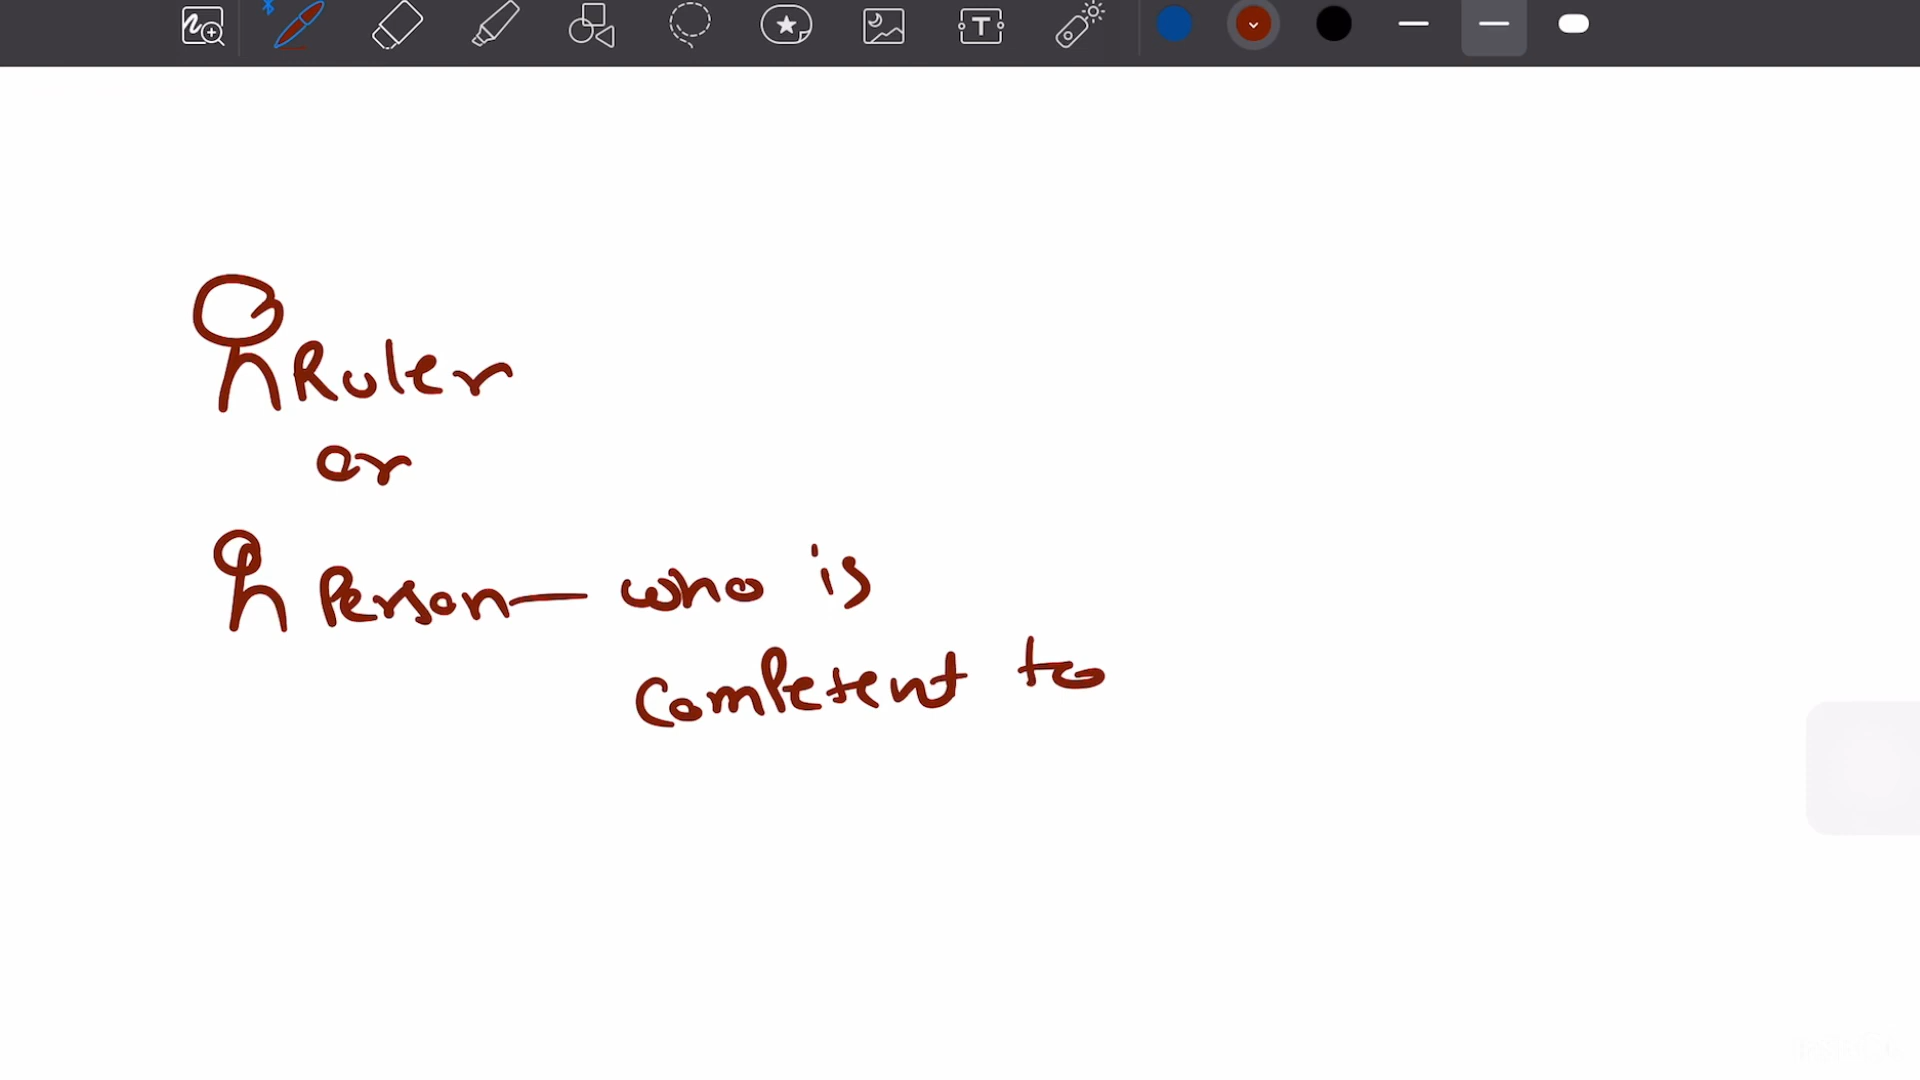 Ruler
or
Person — who is
competent to